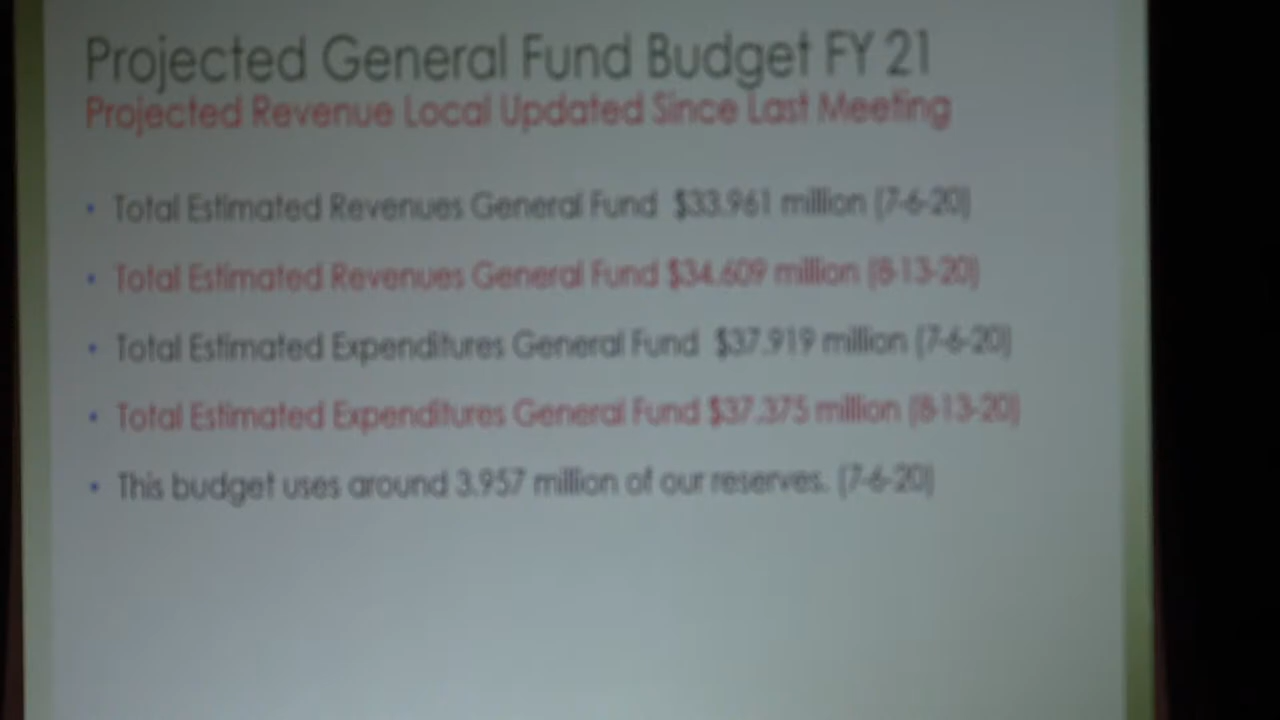 Projected General Fund Budget FY 21
Projected Revenue Local Updated Since Last Meeting
• Total Estimated Revenues General Fund $33.961 million (7-6-20)
• Total Estimated Revenues General Fund $34.609 million (8-13-20)
• Total Estimated Expenditures General Fund $37.919 million (7-6-20)
• Total Estimated Expenditures General Fund $37.375 million (8-13-20)
• This budget uses around 3.957 million of our reserves. (7-6-20)